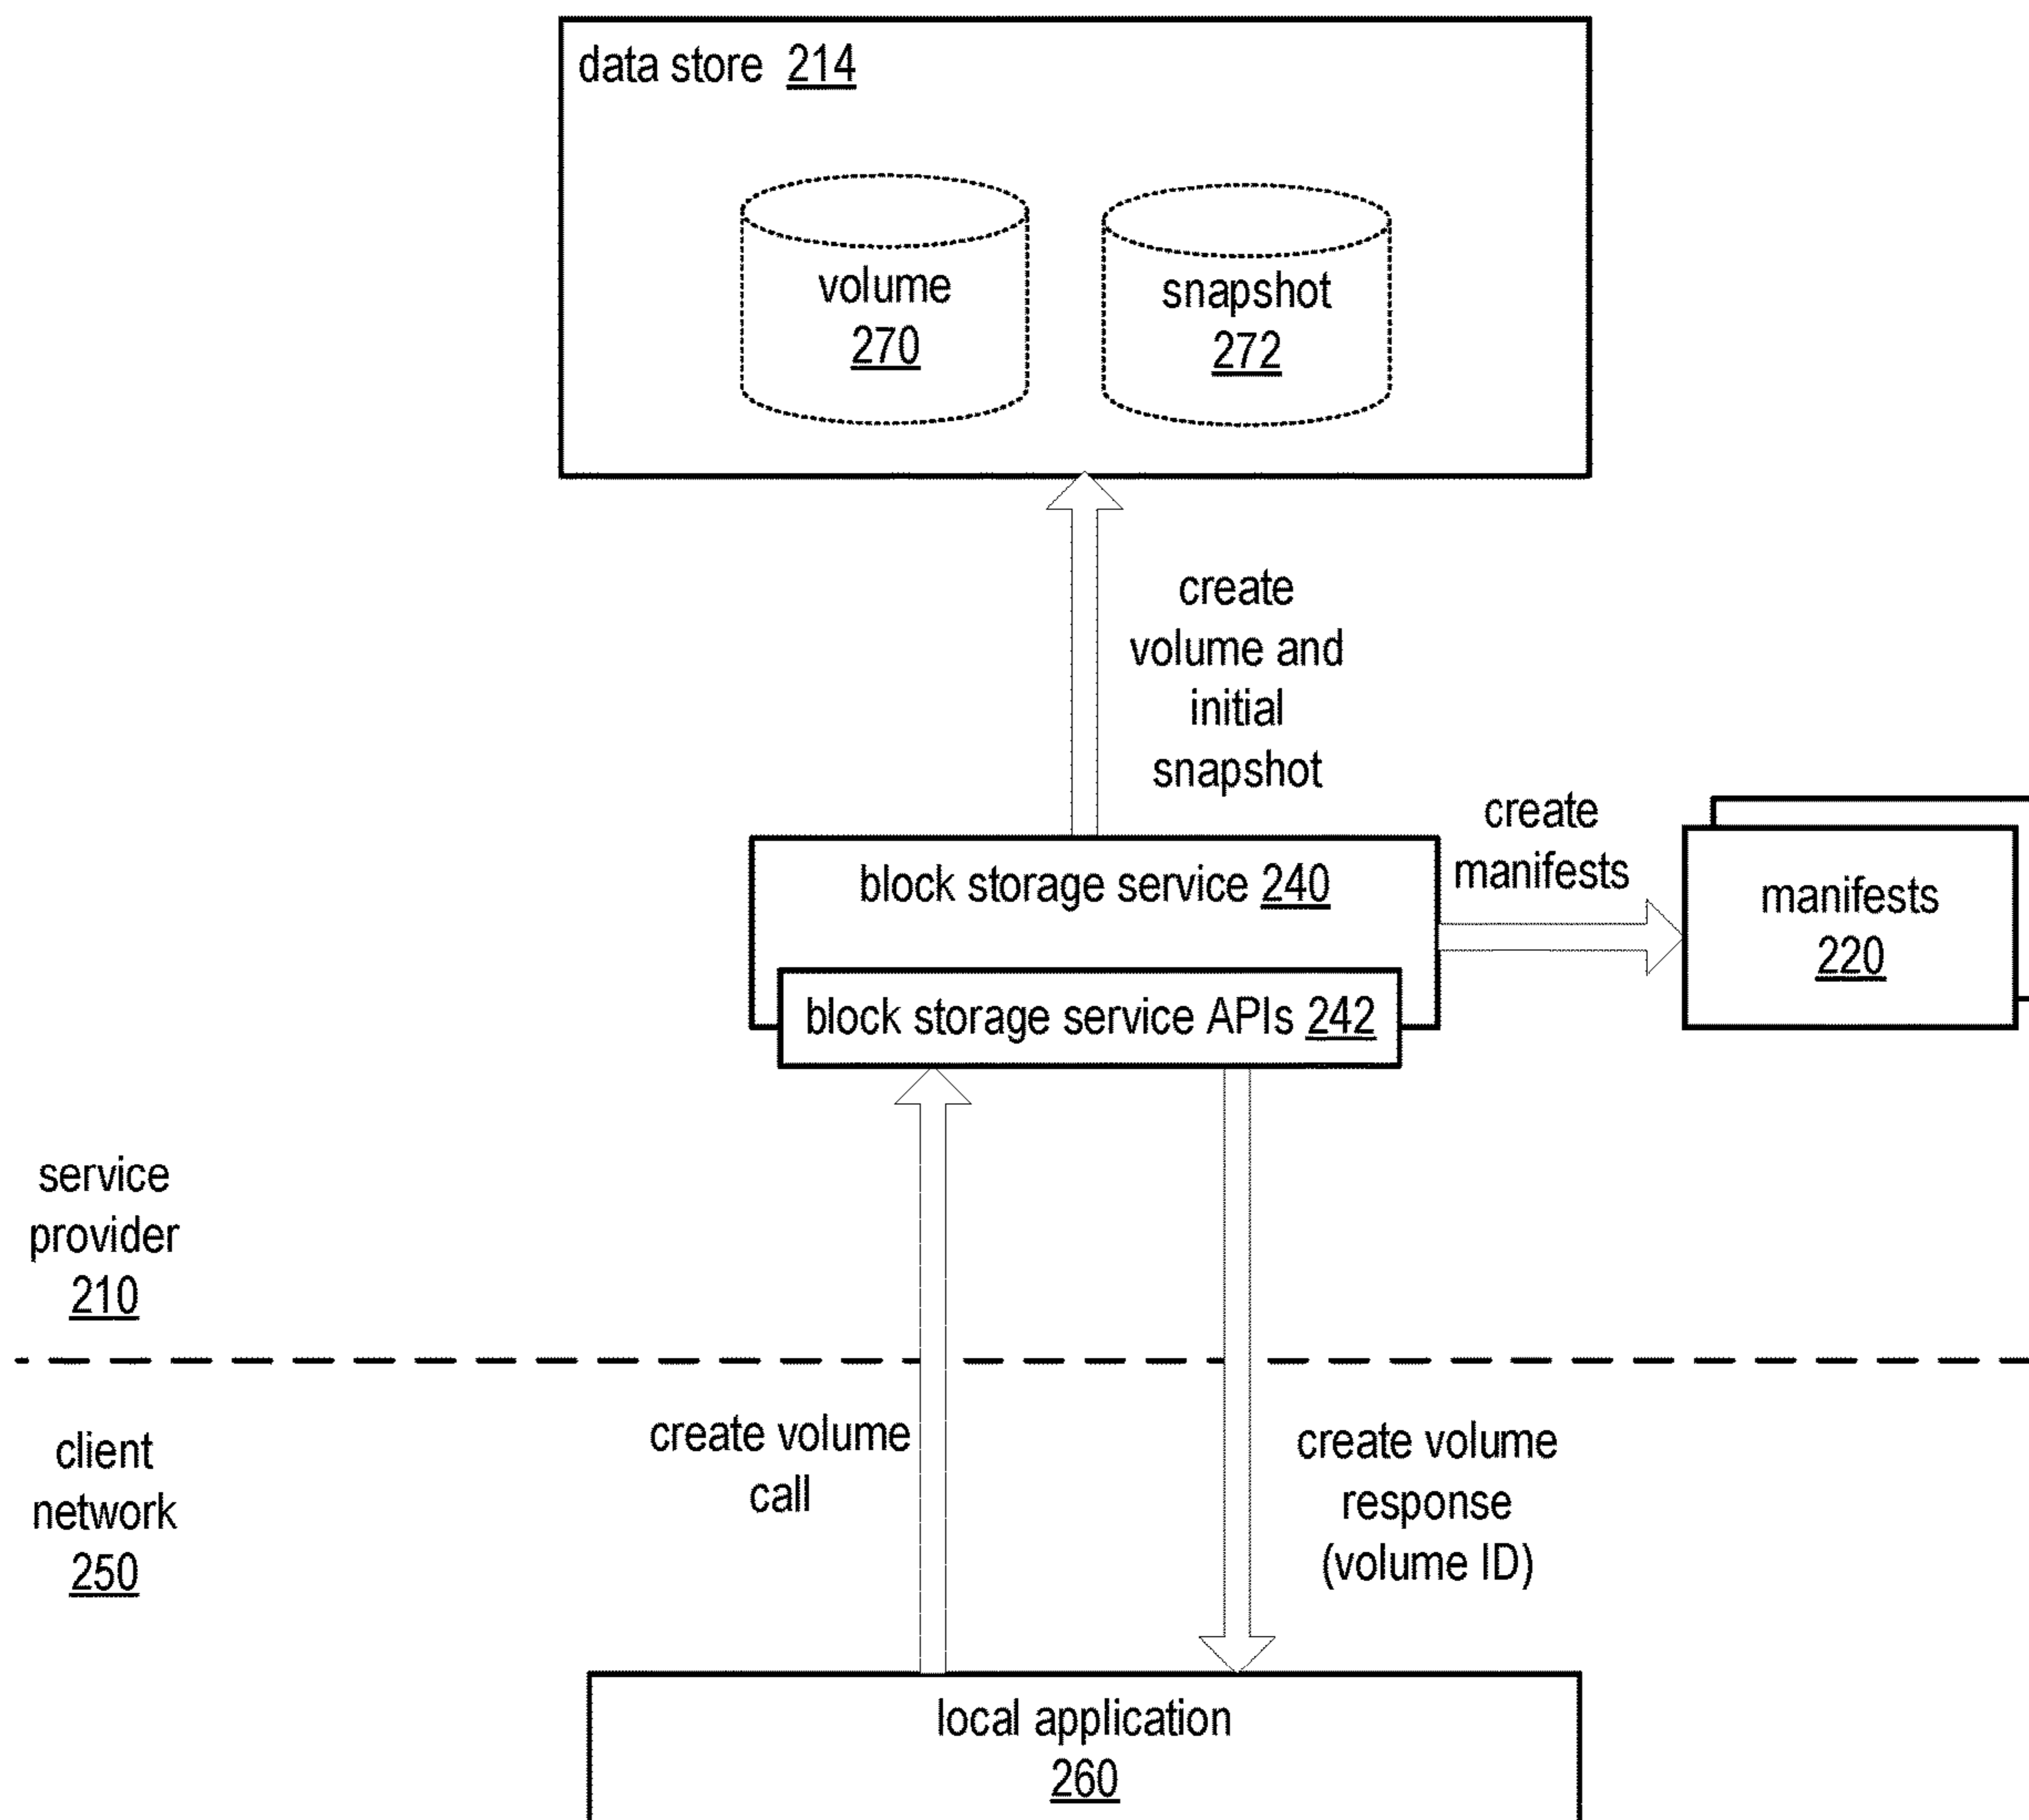 data store 214
volume
270
snapshot
272
create
volume and
initial
snapshot
create
manifests
block storage service 240
manifests
220
block storage service APIs 242
service
provider
210
client
network
250
create volume
call
create volume
response
(volume ID)
local application
260